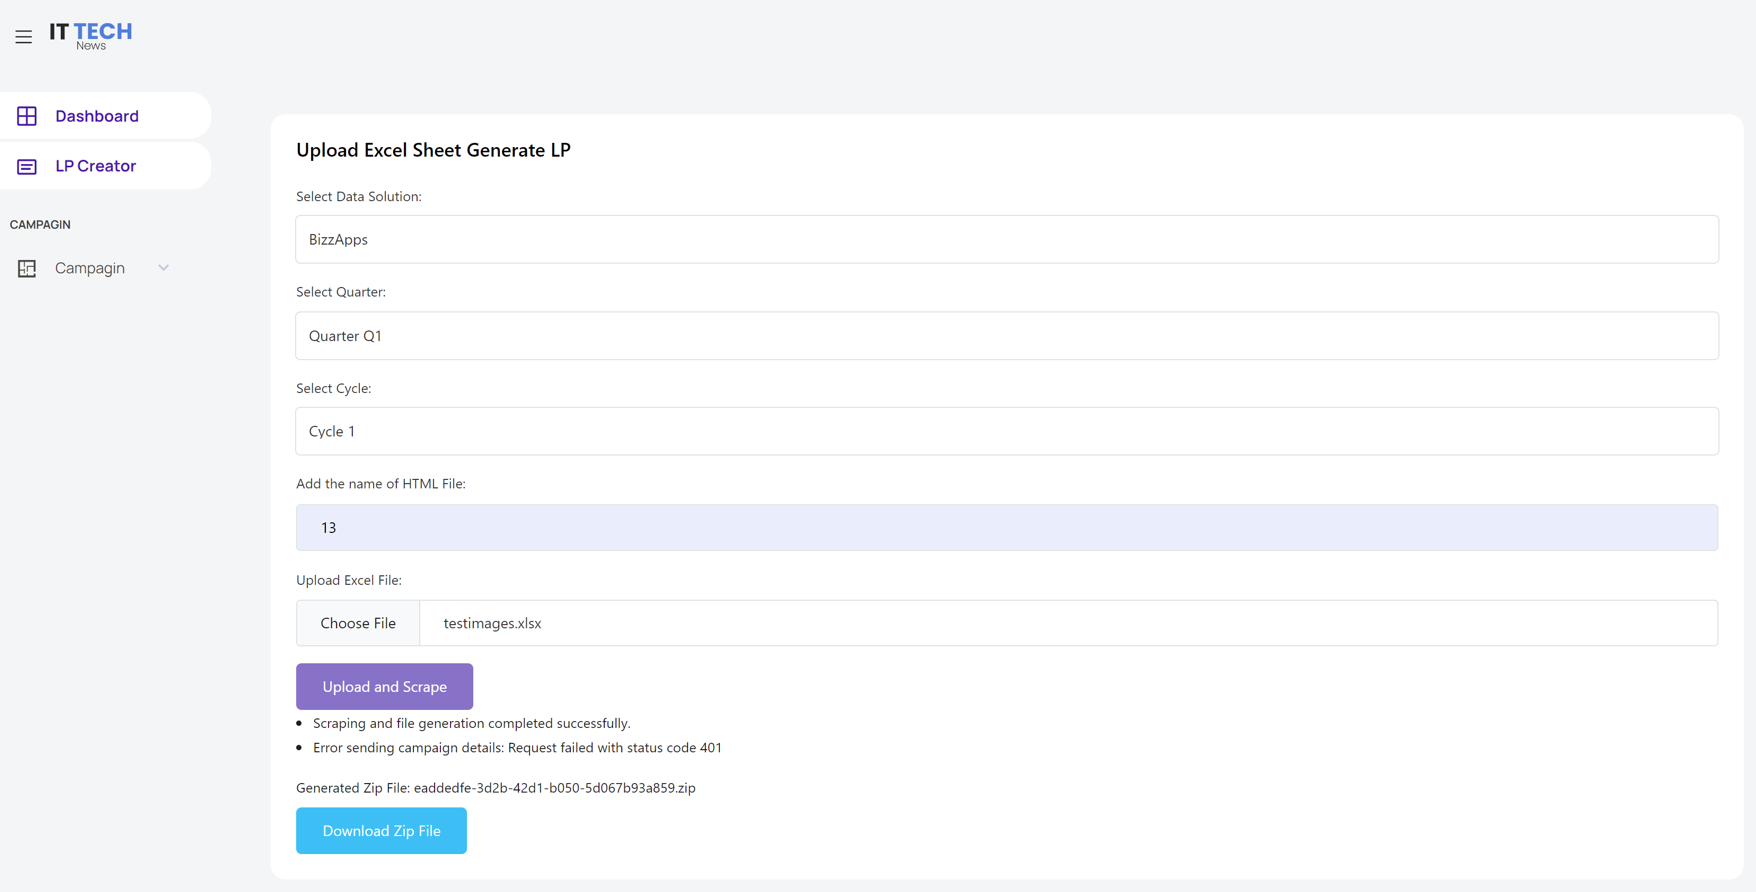 IT TECH
News
Dashboard
LP Creator
CAMPAGIN
Campagin
Upload Excel Sheet Generate LP
Select Data Solution:
BizzApps
Select Quarter:
Quarter Q1
Select Cycle:
Cycle 1
Add the name of HTML File:
13
Upload Excel File:
Choose File testimages.xlsx
Upload and Scrape
• Scraping and file generation completed successfully.
• Error sending campaign details: Request failed with status code 401
Generated Zip File: eaddedfe-3d2b-42d1-b050-5d067b93a859.zip
Download Zip File